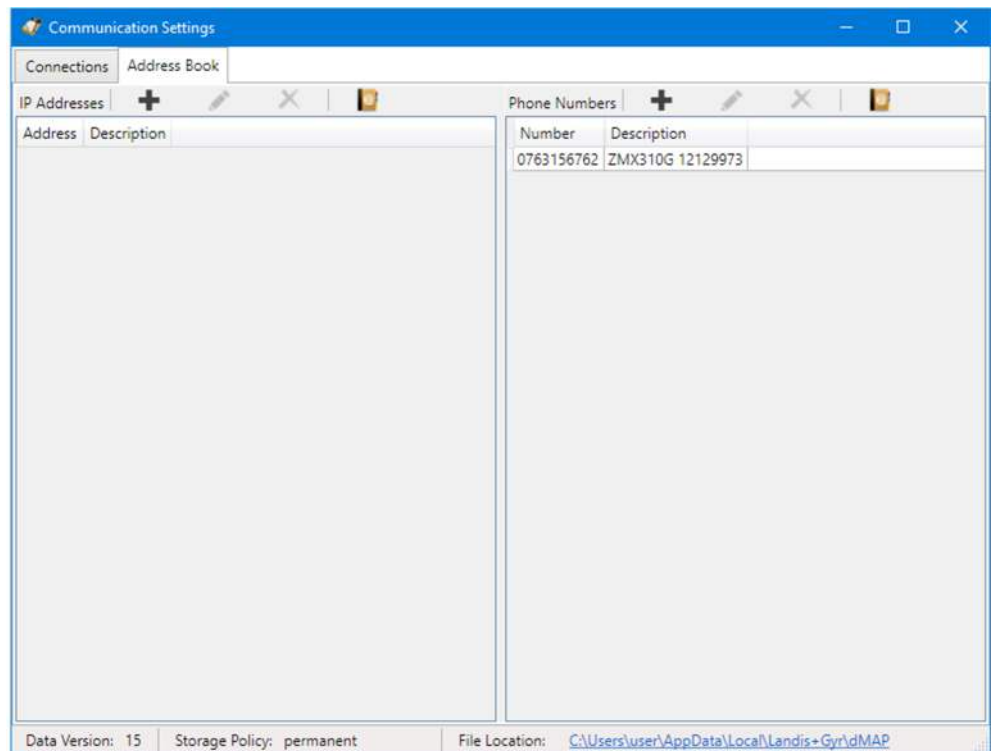 Communication Settings
Connections Address Book
IP Addresses
Address Description
Phone Numbers
Number Description
0763156762 ZMX310G 12129973
Data Version: 15 Storage Policy: permanent File Location: C:\Users\user\AppData\Local\Landis+Gyr\dMAP